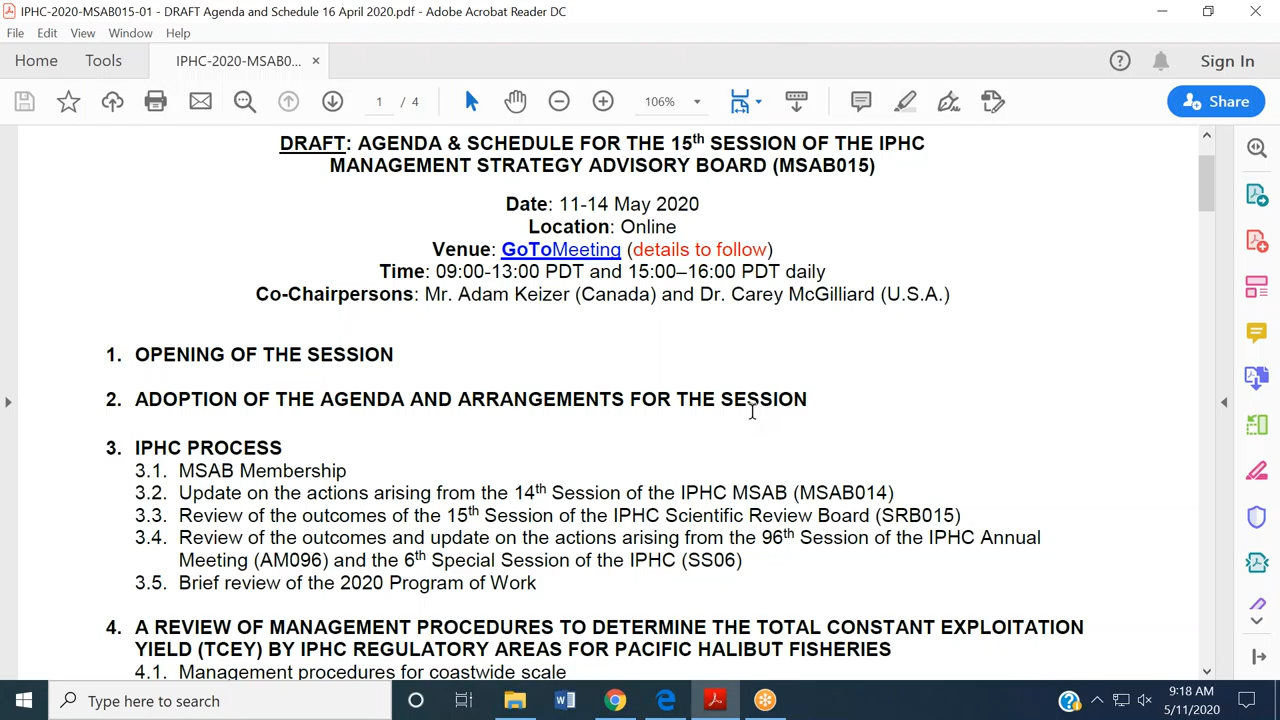 IPHC-2020-MSAB015-01 - DRAFT Agenda and Schedule 16 April 2020.pdf - Adobe Acrobat Reader DC
File Edit View Window Help
Home Tools IPHC-2020-MSAB0... × Sign In
1 / 4 106% Share
DRAFT: AGENDA & SCHEDULE FOR THE 15th SESSION OF THE IPHC
MANAGEMENT STRATEGY ADVISORY BOARD (MSAB015)
Date: 11-14 May 2020
Location: Online
Venue: GoToMeeting (details to follow)
Time: 09:00-13:00 PDT and 15:00–16:00 PDT daily
Co-Chairpersons: Mr. Adam Keizer (Canada) and Dr. Carey McGilliard (U.S.A.)
1. OPENING OF THE SESSION
2. ADOPTION OF THE AGENDA AND ARRANGEMENTS FOR THE SESSION
3. IPHC PROCESS
3.1. MSAB Membership
3.2. Update on the actions arising from the 14th Session of the IPHC MSAB (MSAB014)
3.3. Review of the outcomes of the 15th Session of the IPHC Scientific Review Board (SRB015)
3.4. Review of the outcomes and update on the actions arising from the 96th Session of the IPHC Annual
Meeting (AM096) and the 6th Special Session of the IPHC (SS06)
3.5. Brief review of the 2020 Program of Work
4. A REVIEW OF MANAGEMENT PROCEDURES TO DETERMINE THE TOTAL CONSTANT EXPLOITATION
YIELD (TCEY) BY IPHC REGULATORY AREAS FOR PACIFIC HALIBUT FISHERIES
4.1. Management procedures for coastwide scale
Type here to search
9:18 AM
5/11/2020